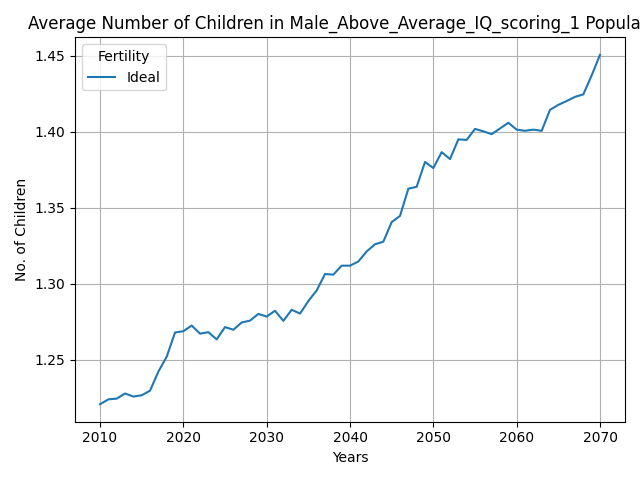 Average Number of Children in Male_Above_Average_IQ_scoring_1 Popula
Fertility
Ideal
1.45
1.40
1.35
1.30
1.25
No. of Children
2010 2020 2030 2040 2050 2060 2070
Years